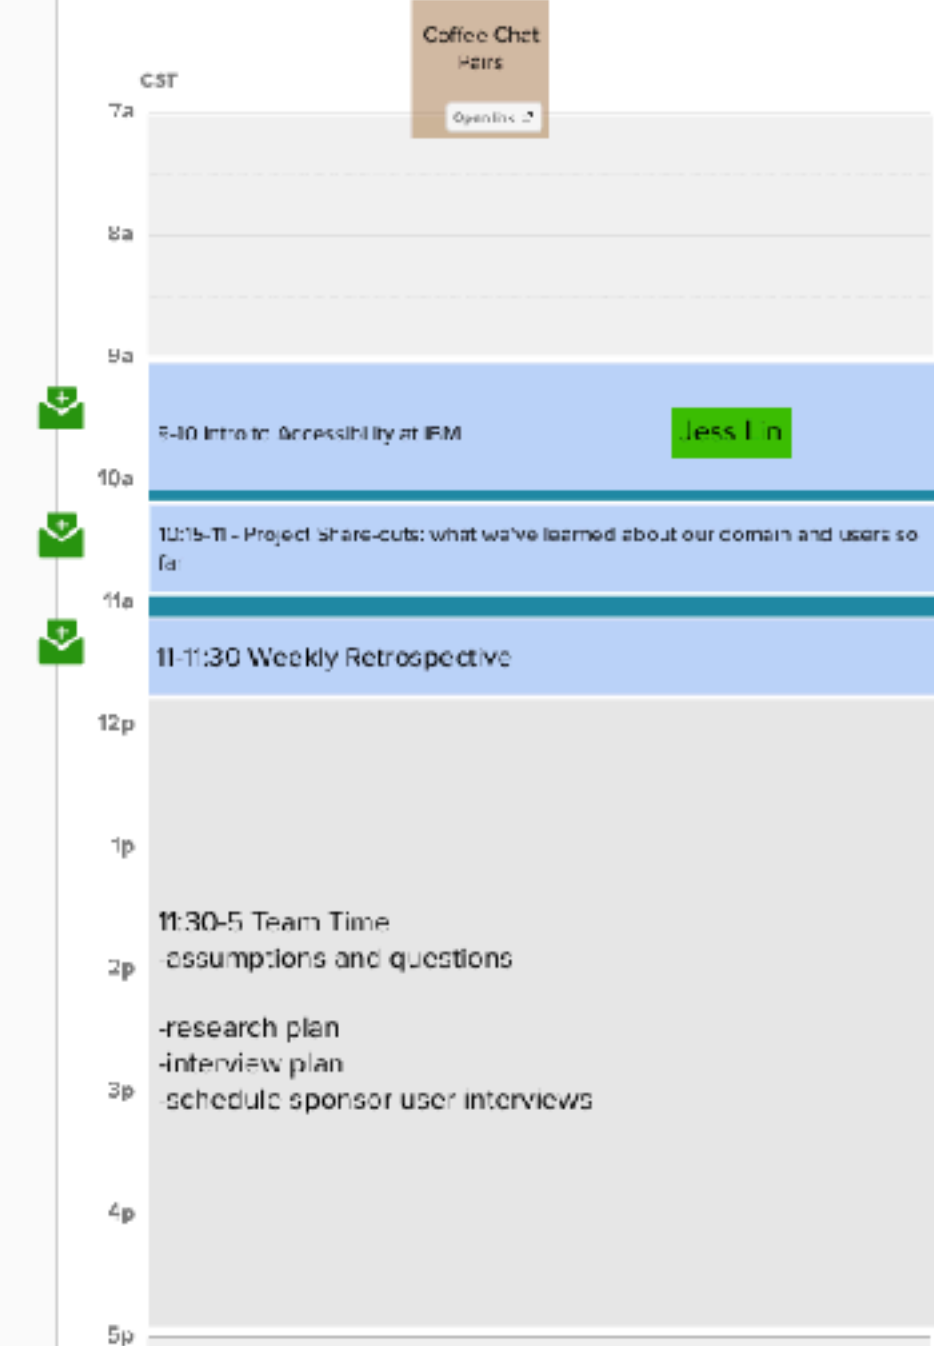 Coffee Chat
Pairs
Open link
CST
7a
8a
9a
9-10 Intro to Accessibility at IBM
Jess Lin
10a
10:15-11 - Project Share-outs: what we've learned about our domain and users so
far
11a
11-11:30 Weekly Retrospective
12p
1p
11:30-5 Team Time
-assumptions and questions
2p
-research plan
-interview plan
3p
-schedule sponsor user interviews
4p
5p